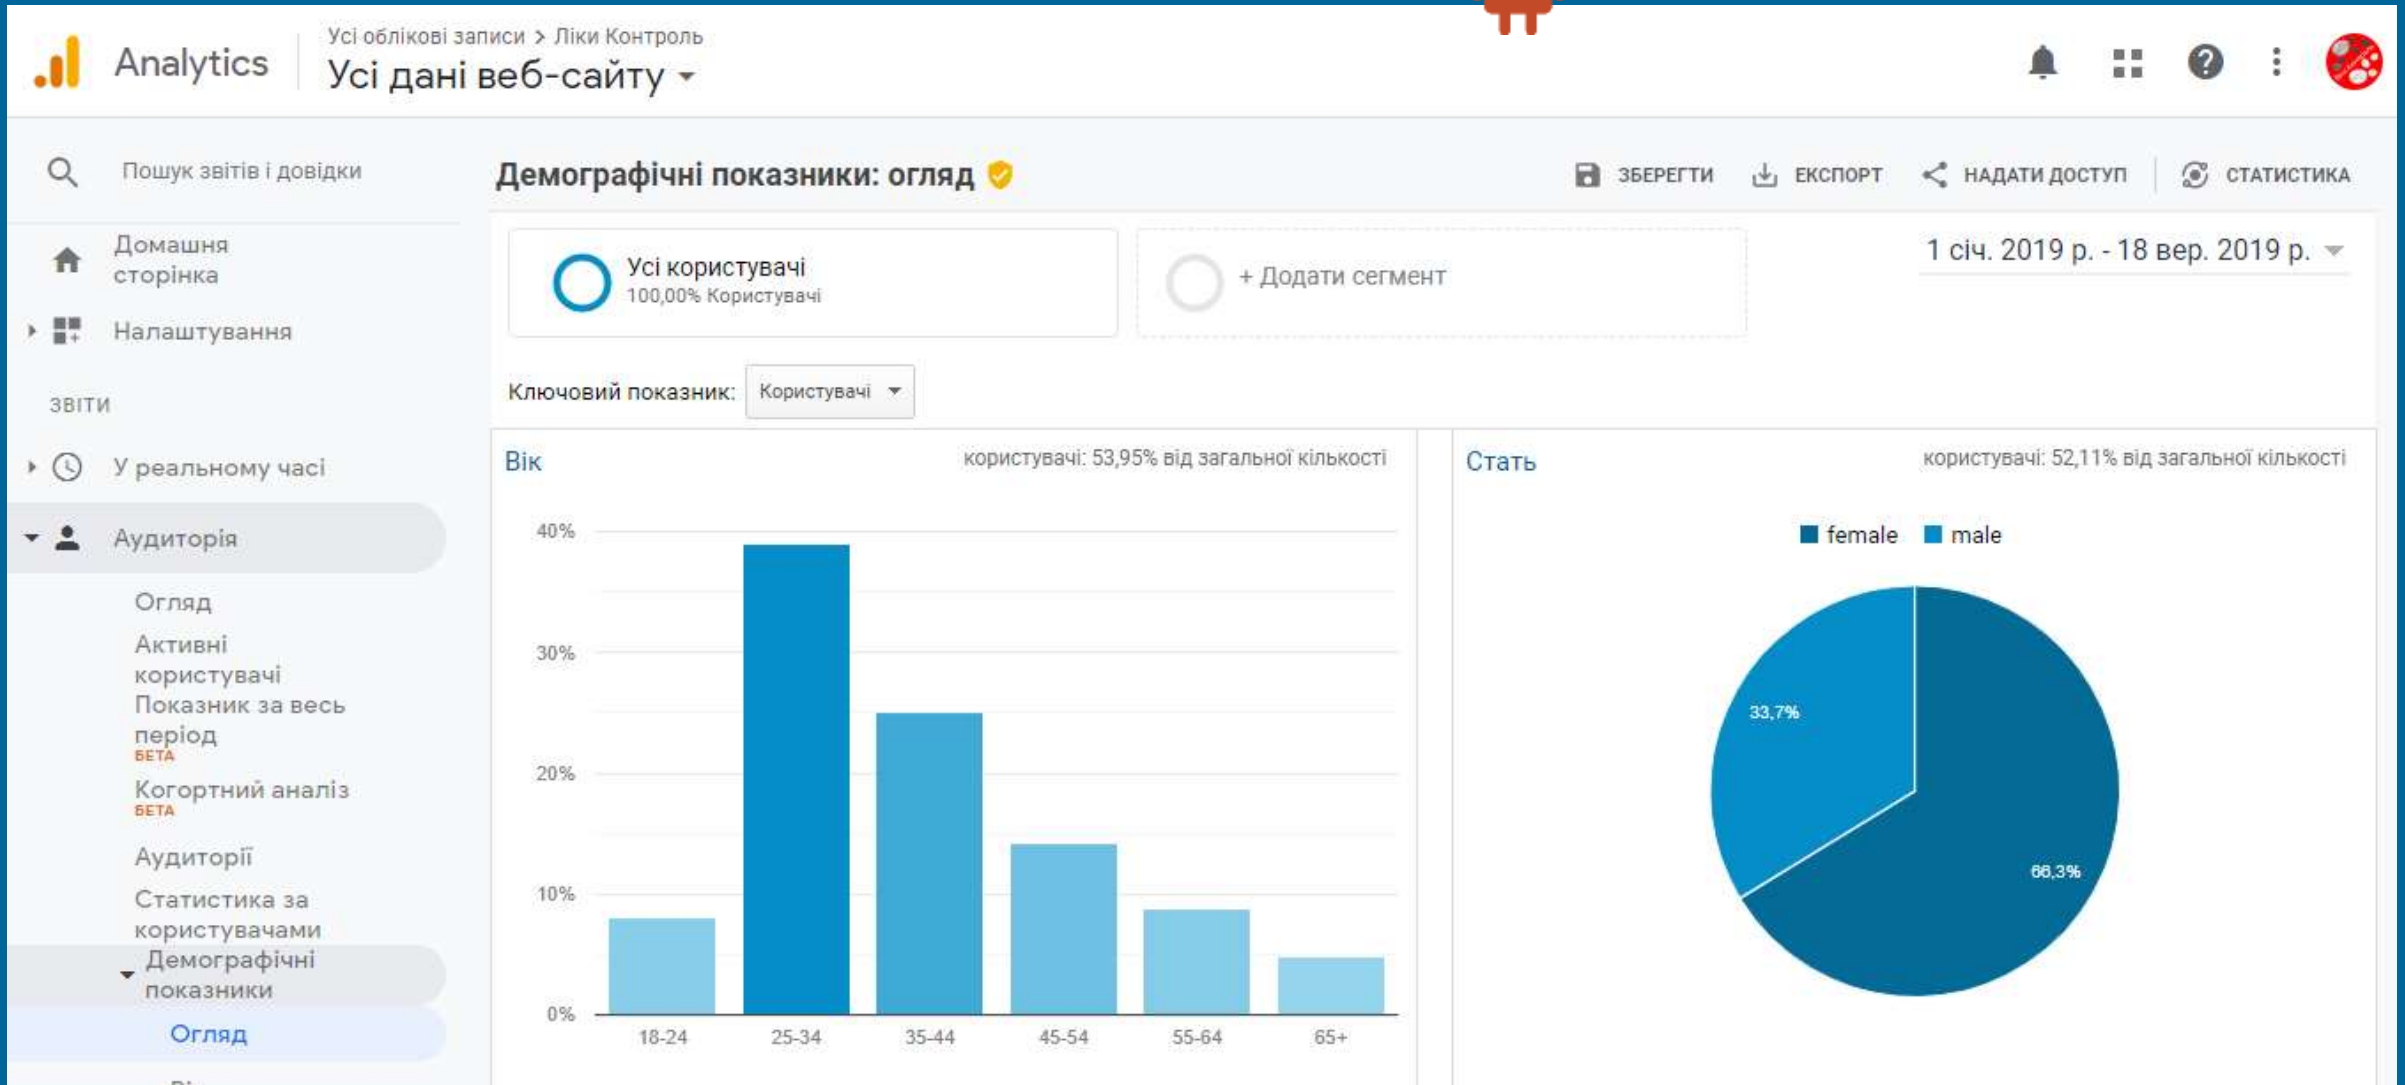 Analytics
Усі облікові записи > Ліки Контроль
Усі дані веб-сайту
Пошук звітів і довідки
Домашня
сторінка
Налаштування
ЗВІТИ
У реальному часі
Аудиторія
Огляд
Активні
користувачі
Показник за весь
період
БЕТА
Когортний аналіз
БЕТА
Аудиторії
Статистика за
користувачами
Демографічні
показники
Огляд
Демографічні показники: огляд
ЗБЕРЕГТИ
ЕКСПОРТ
НАДАТИ ДОСТУП
СТАТИСТИКА
Усі користувачі
100,00% Користувачі
+ Додати сегмент
1 січ. 2019 р. - 18 вер. 2019 р.
Ключовий показник: Користувачі
Вік
користувачі: 53,95% від загальної кількості
40%
30%
20%
10%
0%
18-24 25-34 35-44 45-54 55-64 65+
Стать
користувачі: 52,11% від загальної кількості
female male
33,7%
66,3%